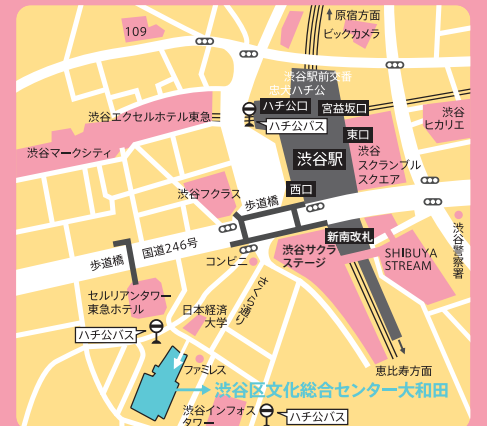 ↑原宿方面
ビックカメラ
109
渋谷駅前交番
忠犬ハチ公
ハチ公口
宮益坂口
渋谷エクセルホテル東急
ハチ公バス
渋谷
ヒカリエ
東口
渋谷マークシティ
渋谷駅
渋谷
スクランブル
スクエア
西口
渋谷フクラス
歩道橋
新南改札
国道246号
歩道橋
コンビニ
渋谷サクラ
ステージ
SHIBUYA
STREAM
渋谷警察署
セルリアンタワー
東急ホテル
日本経済
大学
さくら通り
ハチ公バス
ファミレス
恵比寿方面
渋谷区文化総合センター大和田
渋谷インフォス
タワー
ハチ公バス